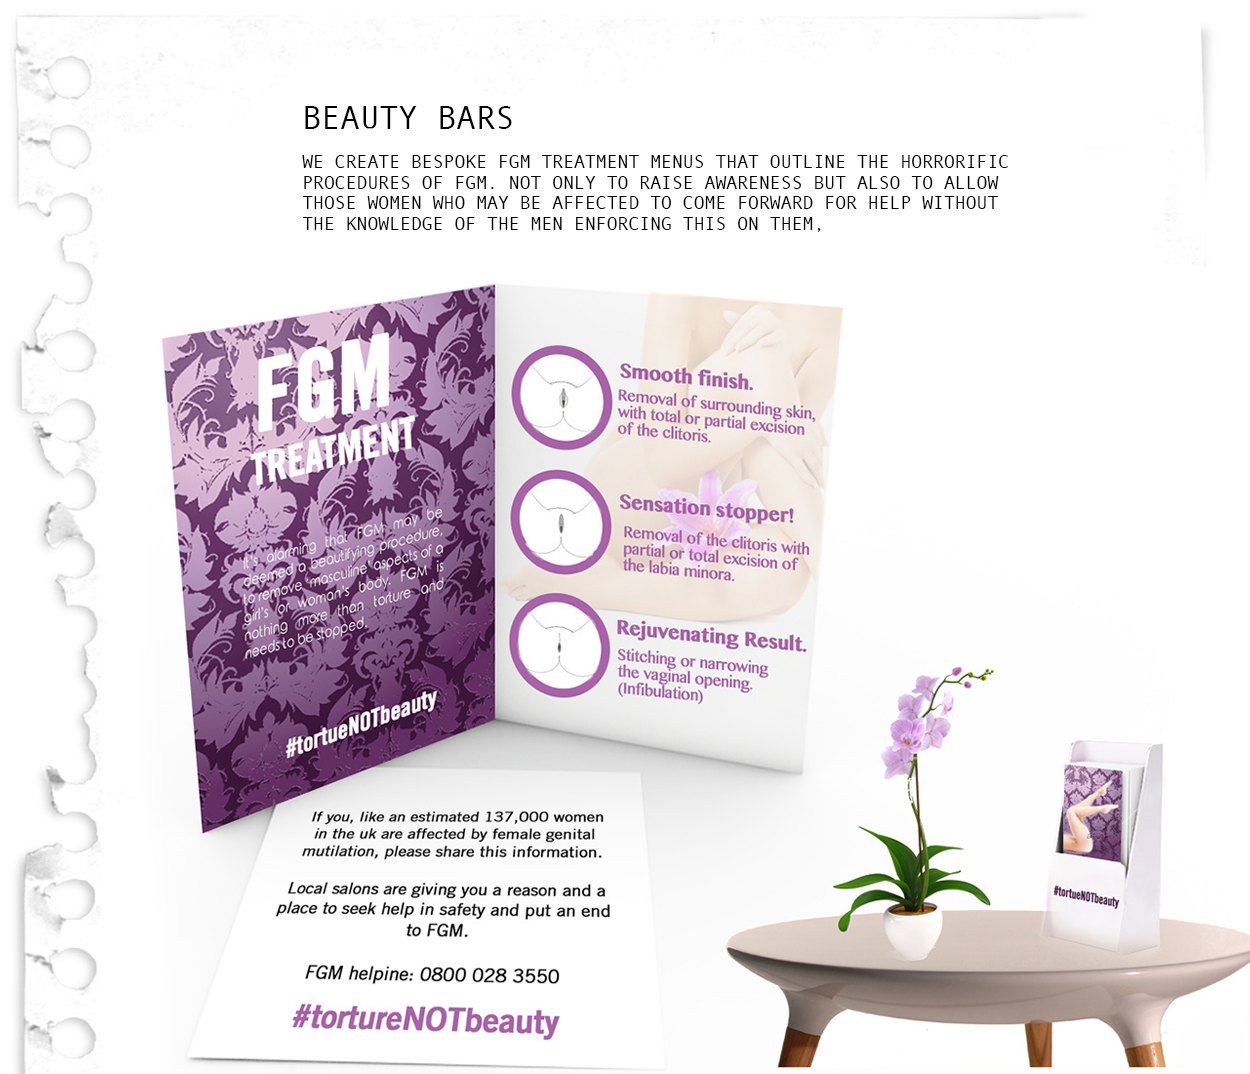 BEAUTY BARS
WE CREATE BESPOKE FGM TREATMENT MENUS THAT OUTLINE THE HORRORIFIC
PROCEDURES OF FGM. NOT ONLY TO RAISE AWARENESS BUT ALSO TO ALLOW
THOSE WOMEN WHO MAY BE AFFECTED TO COME FORWARD FOR HELP WITHOUT
THE KNOWLEDGE OF THE MEN ENFORCING THIS ON THEM,
FGM
TREATMENT
It's alarming that FGM may be
deemed a beautifying procedure,
to remove 'masculine' aspects of a
girl's or woman's body. FGM is
nothing more than torture and
needs to be stopped.
#tortueNOTbeauty
Smooth finish.
Removal of surrounding skin,
with total or partial excision
of the clitoris.
Sensation stopper!
Removal of the clitoris with
partial or total excision of
the labia minora.
Rejuvenating Result.
Stitching or narrowing
the vaginal opening.
(Infibulation)
If you, like an estimated 137,000 women
in the uk are affected by female genital
mutilation, please share this information.
Local salons are giving you a reason and a
place to seek help in safety and put an end
to FGM.
FGM helpine: 0800 028 3550
#tortureNOTbeauty
#tortueNOTbeauty